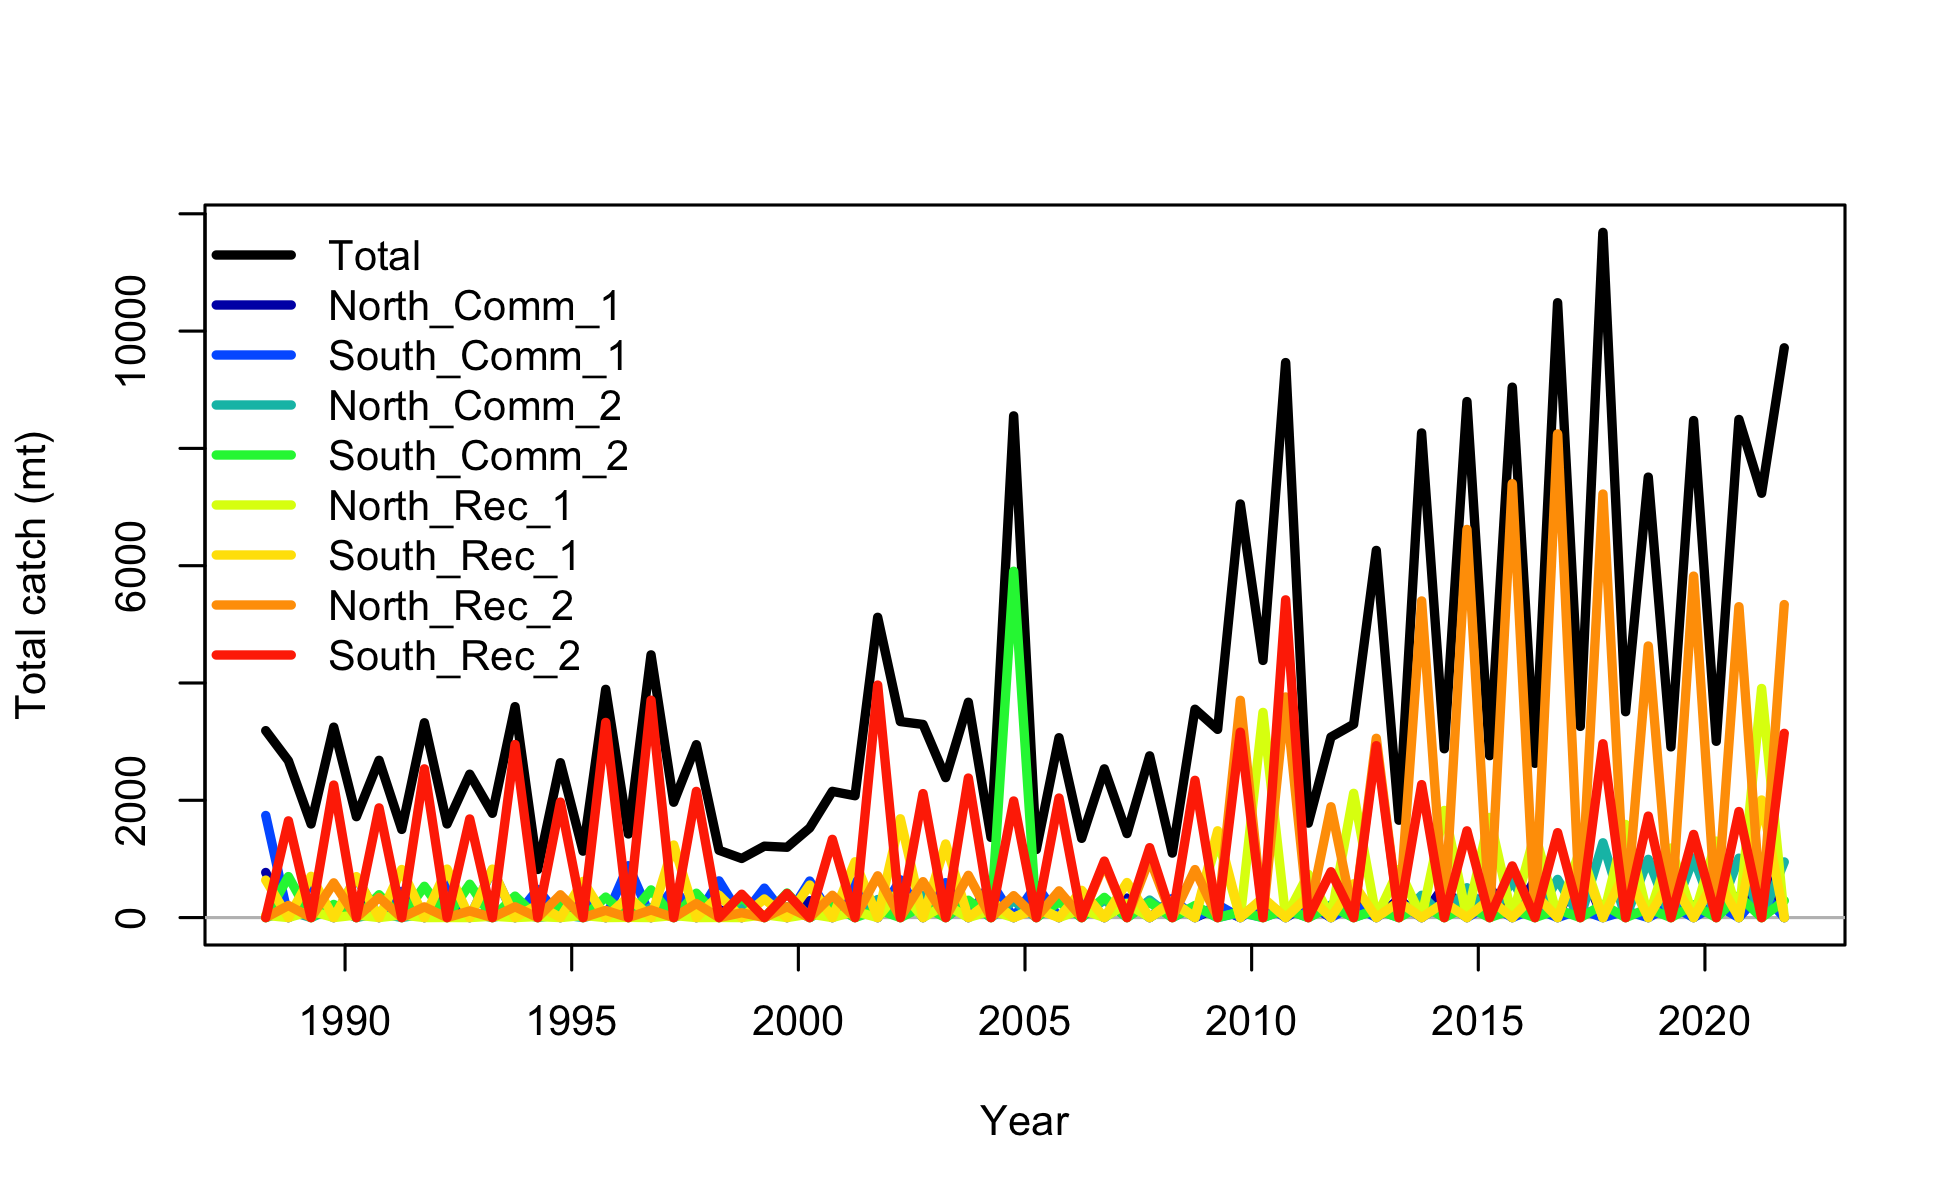 Total
North_Comm_1
South_Comm_1
North_Comm_2
South_Comm_2
North_Rec_1
South_Rec_1
North_Rec_2
South_Rec_2
Total catch (mt)
10000
6000
2000
0
1990 1995 2000 2005 2010 2015 2020
Year